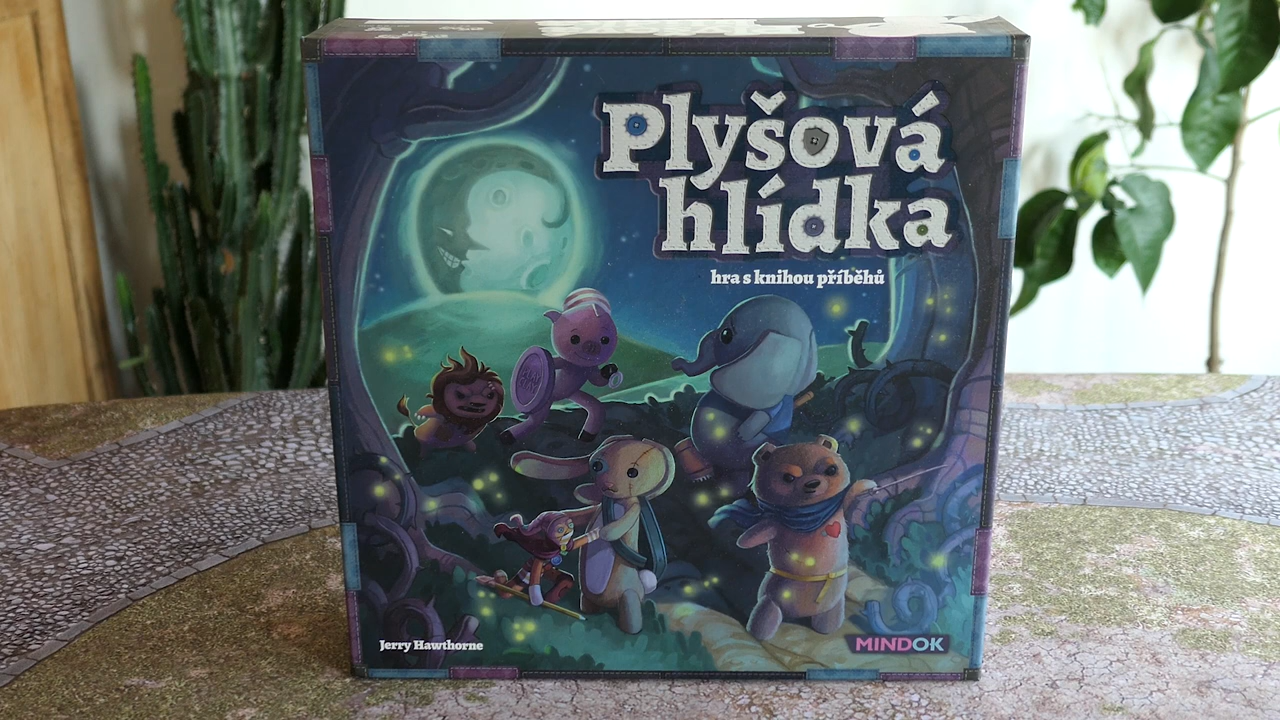 Plyšová
hlídka
hra s knihou příběhů
Jerry Hawthorne
MINDOK